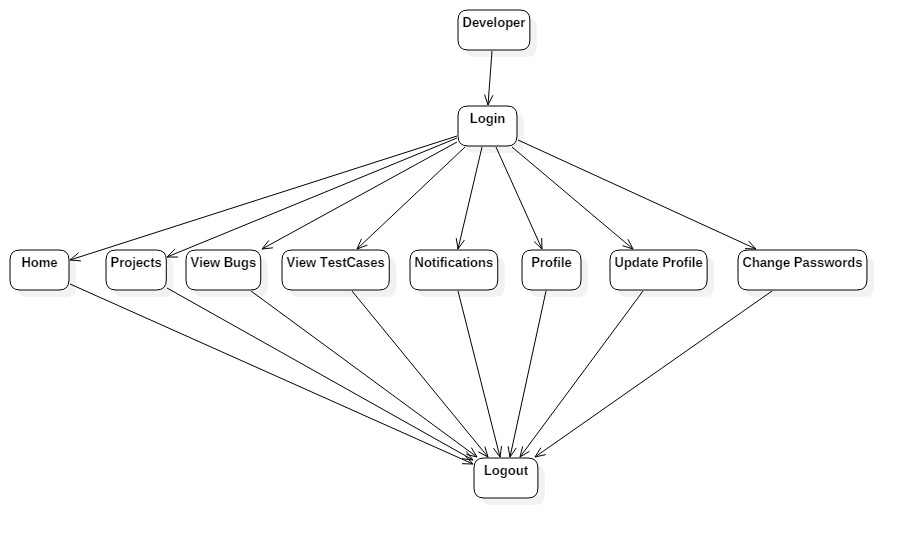 Developer
Login
Home
Projects
View Bugs
View TestCases
Notifications
Profile
Update Profile
Change Passwords
Logout